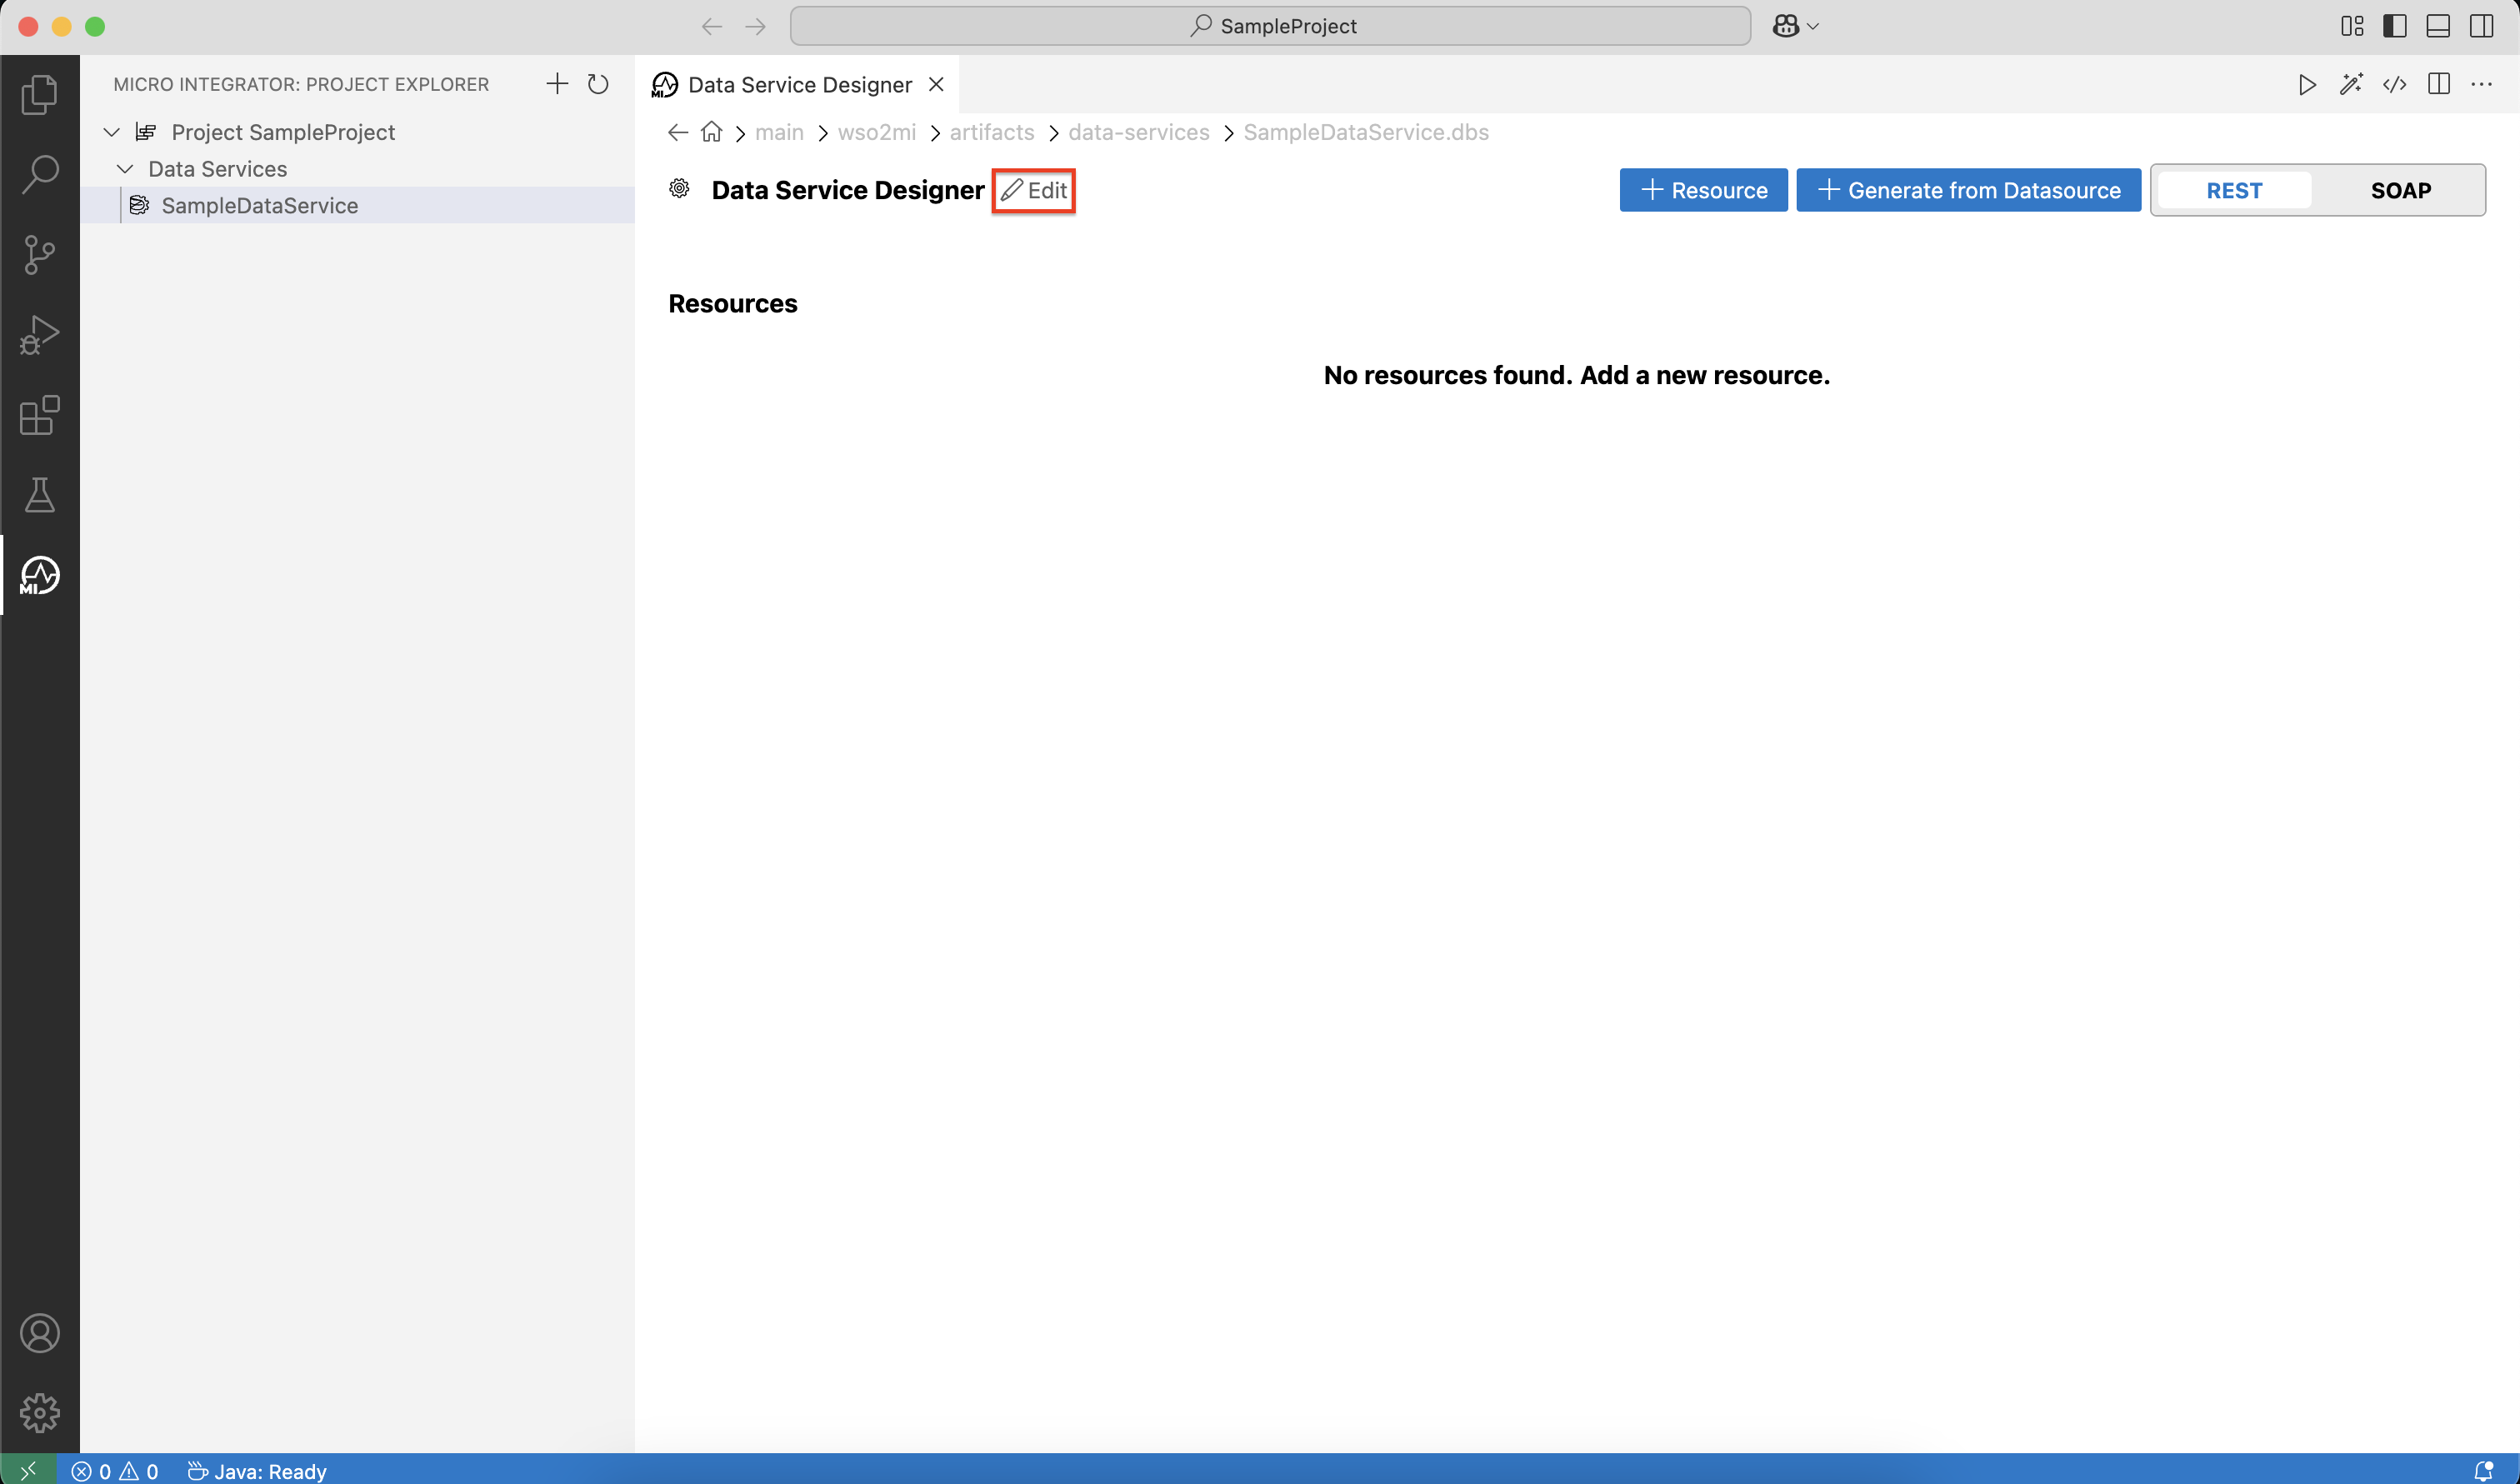 SampleProject
MICRO INTEGRATOR: PROJECT EXPLORER
Project SampleProject
Data Services
SampleDataService
MI
MI Data Service Designer
main wso2mi artifacts data-services SampleDataService.dbs
Data Service Designer Edit
Resource
Generate from Datasource
REST SOAP
Resources
No resources found. Add a new resource.
0 0 Java: Ready